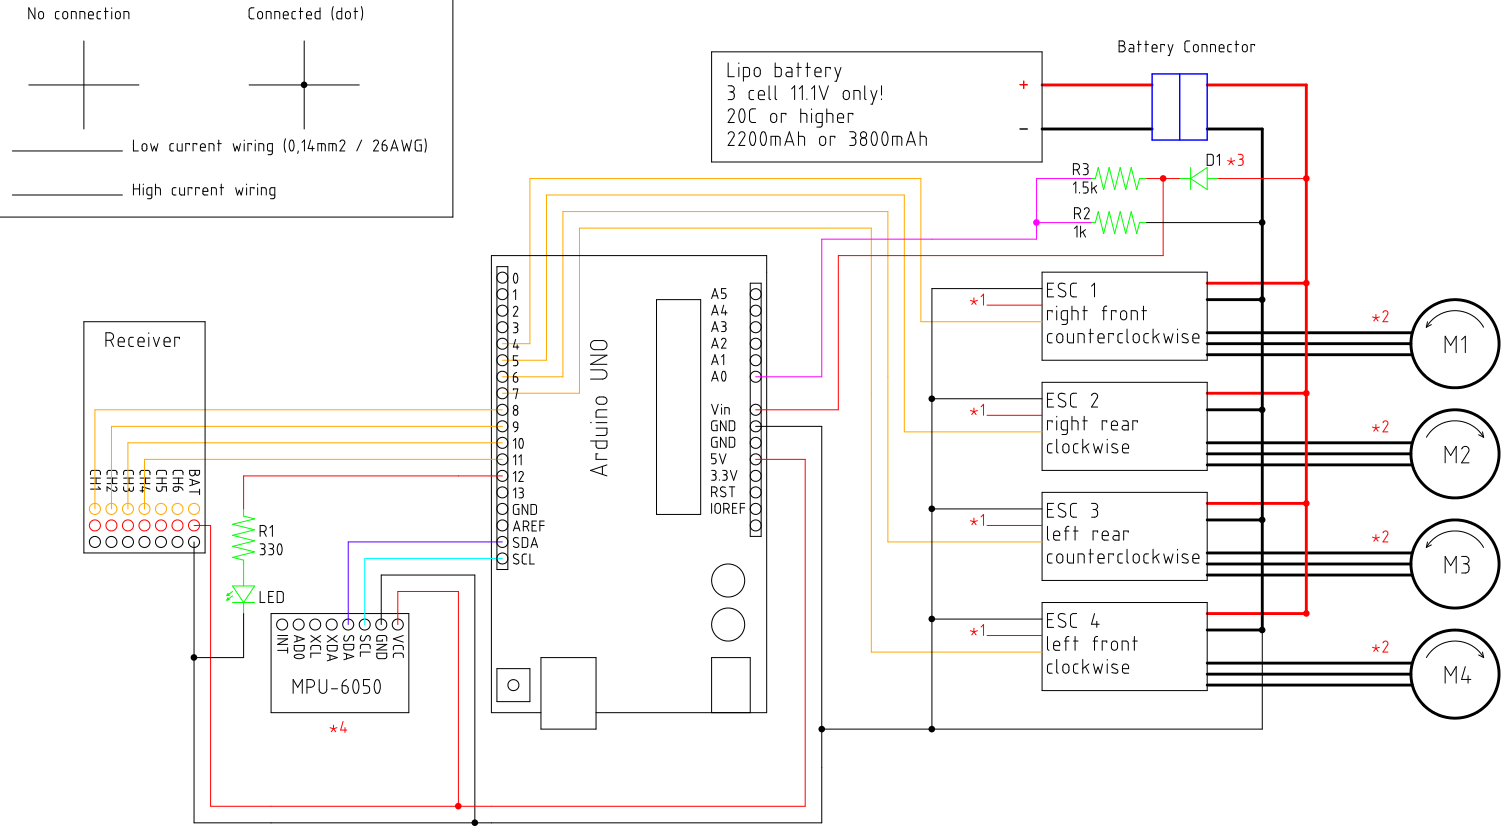 No connection
Connected (dot)
Low current wiring (0,14mm2 / 26AWG)
High current wiring
Battery Connector
Lipo battery
3 cell 11.1V only!
20C or higher
2200mAh or 3800mAh
+
-
R3
1.5k
D1 *3
R2
1k
Receiver
CH1
CH2
CH3
CH4
CH5
CH6
BAT
R1
330
LED
INT
AD0
XCL
XDA
SDA
SCL
GND
VCC
MPU-6050
*4
Arduino UNO
0
1
2
3
4
5
6
7
8
9
10
11
12
13
GND
AREF
SDA
SCL
A5
A4
A3
A2
A1
A0
Vin
GND
GND
5V
3.3V
RST
IOREF
*1
ESC 1
right front
counterclockwise
*2
M1
*1
ESC 2
right rear
clockwise
*2
M2
*1
ESC 3
left rear
counterclockwise
*2
M3
*1
ESC 4
left front
clockwise
*2
M4